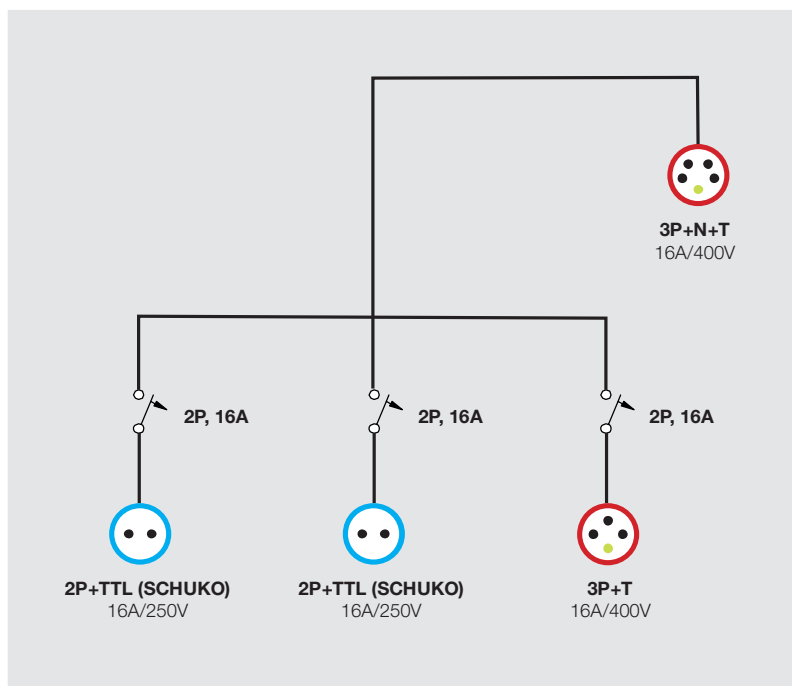 3P+N+T
16A/400V
2P, 16A
2P, 16A
2P, 16A
2P+TTL (SCHUKO)
16A/250V
2P+TTL (SCHUKO)
16A/250V
3P+T
16A/400V